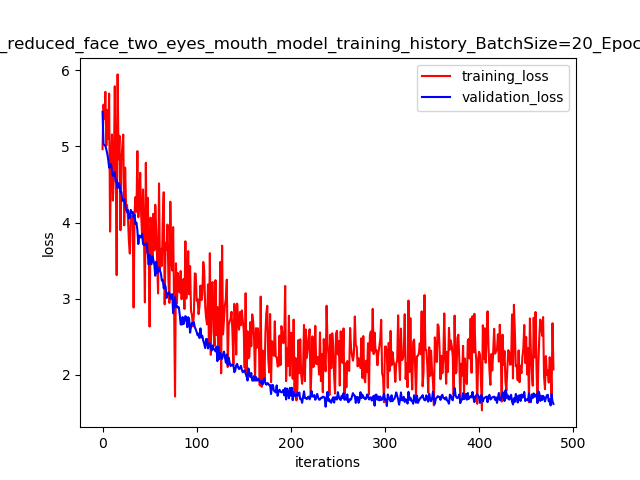 _reduced_face_two_eyes_mouth_model_training_history_BatchSize=20_Epoc
training_loss
validation_loss
6
5
4
3
2
loss
0
100
200
300
400
500
iterations